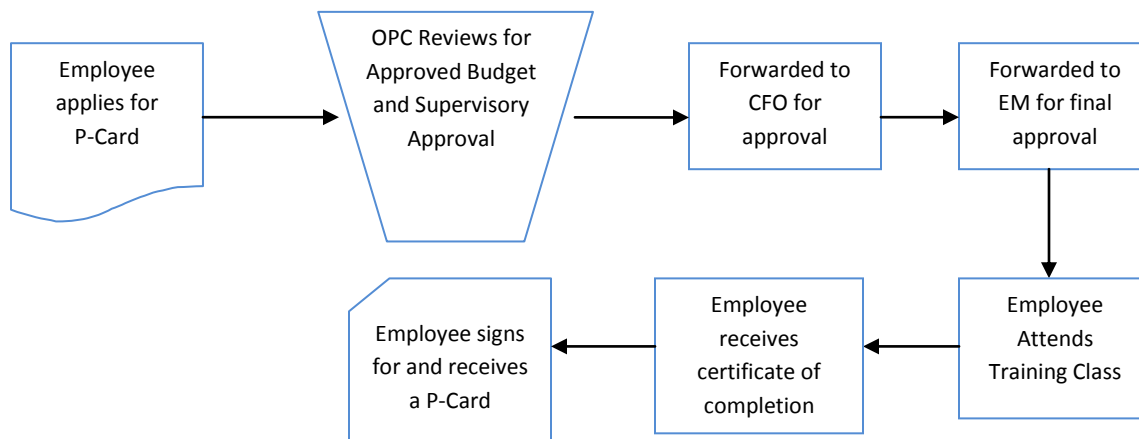 Employee
applies for
P-Card
OPC Reviews for
Approved Budget
and Supervisory
Approval
Forwarded to
CFO for
approval
Forwarded to
EM for final
approval
Employee
Attends
Training Class
Employee
receives
certificate of
completion
Employee signs
for and receives
a P-Card